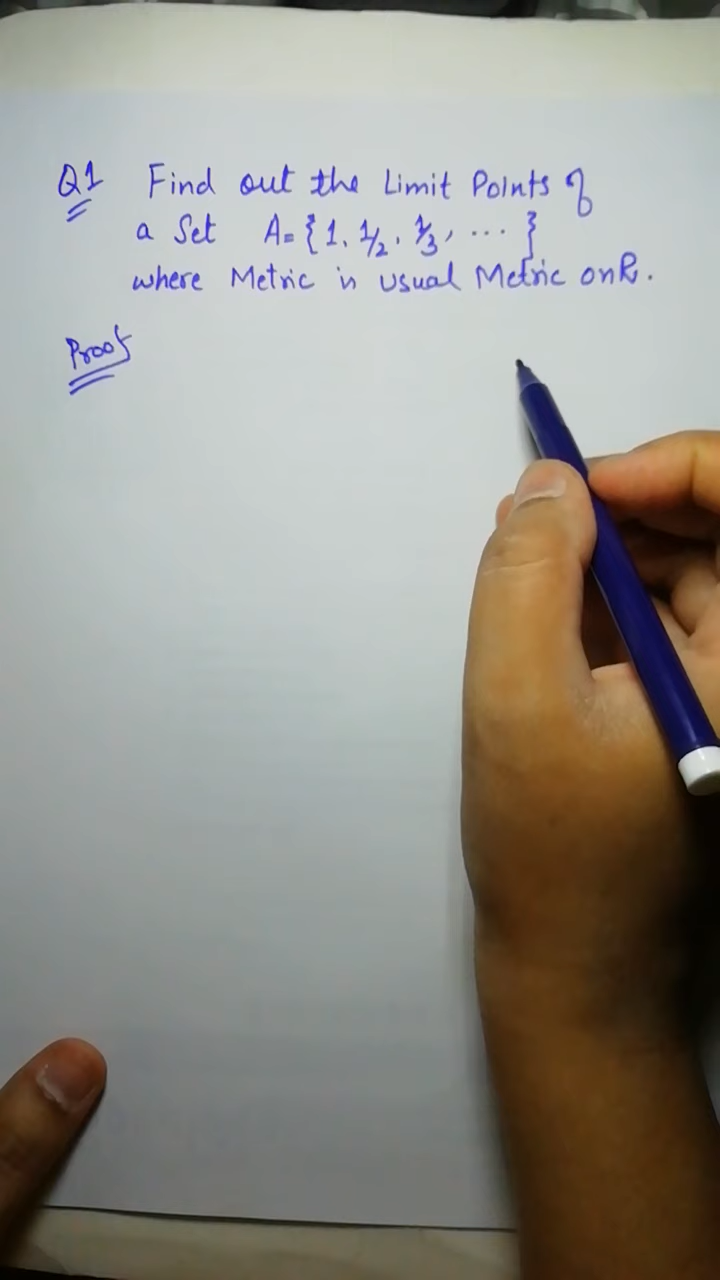 Q1 Find out the Limit Points of
a Set A= {1, 1/2, 1/3, ... }
where Metric is usual Metric on R.
Proof